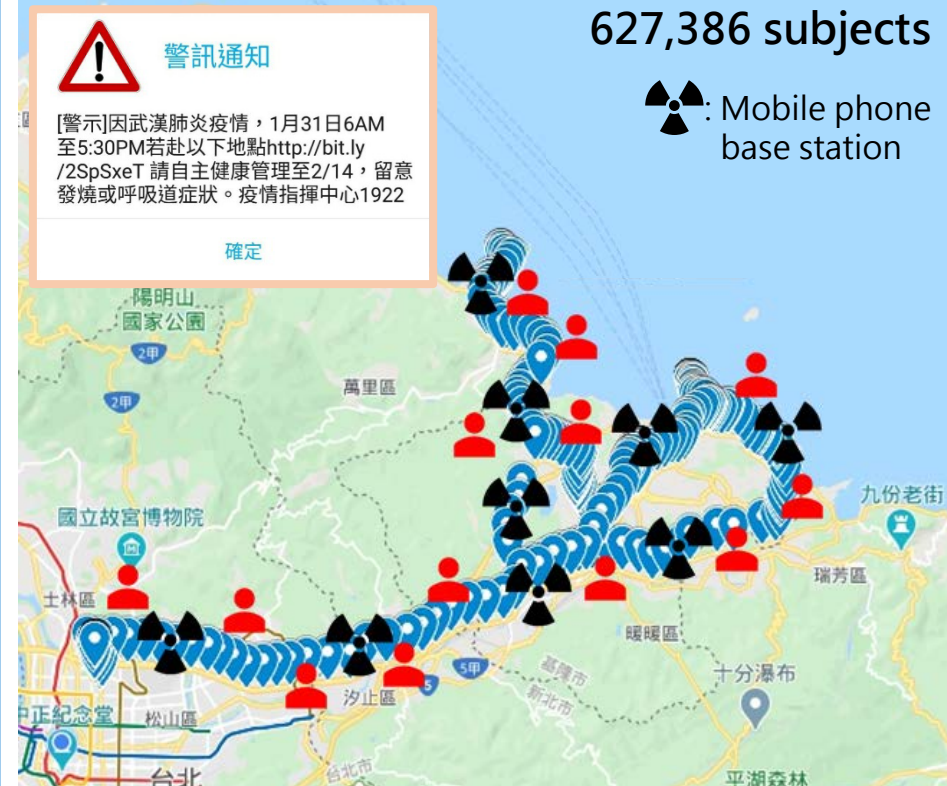 627,386 subjects
: Mobile phone
base station
警訊通知
[警示]因武漢肺炎疫情，1月31日6AM
至5:30PM若赴以下地點http://bit.ly
/2SpSxeT 請自主健康管理至2/14，留意
發燒或呼吸道症狀。疫情指揮中心1922
確定
陽明山
國家公園
2甲
2甲
萬里區
九份老街
國立故宮博物院
瑞芳區
士林區
暖暖區
基隆市
新北市
十分瀑布
5甲
5
汐止區
中正紀念堂
松山區
台北
台北市
平湖森林